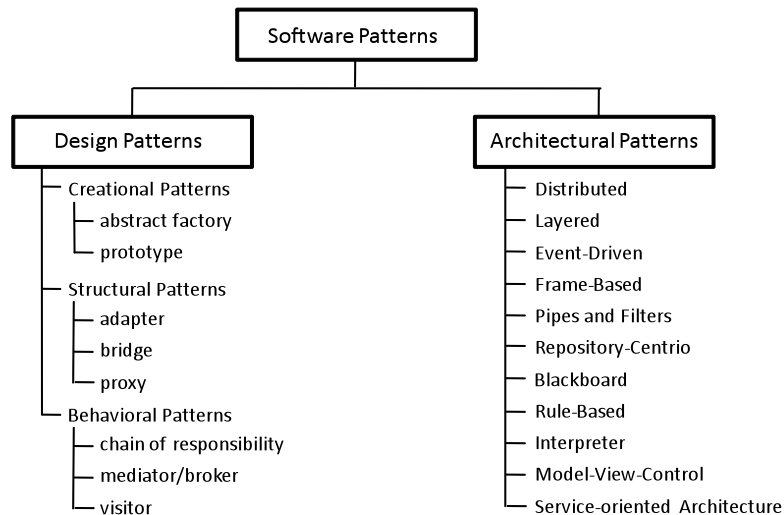 Software Patterns
Design Patterns
Creational Patterns
abstract factory
prototype
Structural Patterns
adapter
bridge
proxy
Behavioral Patterns
chain of responsibility
mediator/broker
visitor
Architectural Patterns
Distributed
Layered
Event-Driven
Frame-Based
Pipes and Filters
Repository-Centrio
Blackboard
Rule-Based
Interpreter
Model-View-Control
Service-oriented Architecture